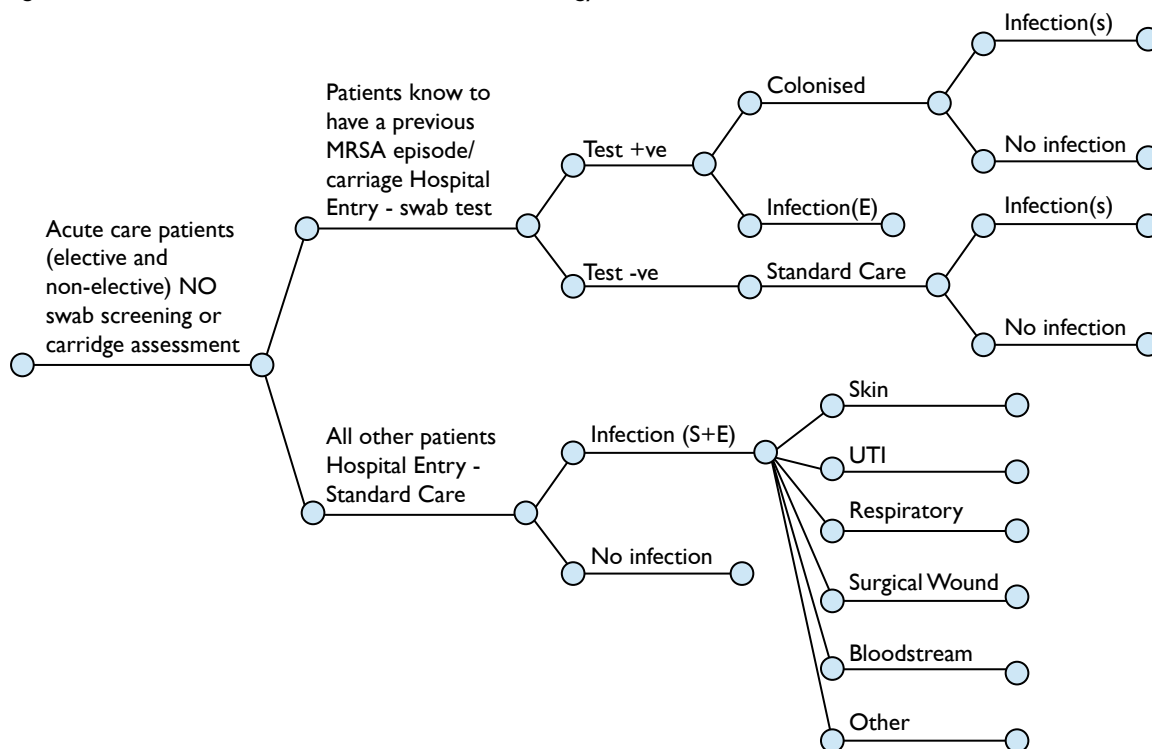 Infection(s)
Patients know to
have a previous
MRSA episode/
carriage Hospital
Entry - swab test
Colonised
Test +ve
No infection
Infection(E)
Infection(s)
Test -ve
Standard Care
No infection
Acute care patients
(elective and
non-elective) NO
swab screening or
carridge assessment
All other patients
Hospital Entry -
Standard Care
Infection (S+E)
No infection
Skin
UTI
Respiratory
Surgical Wound
Bloodstream
Other